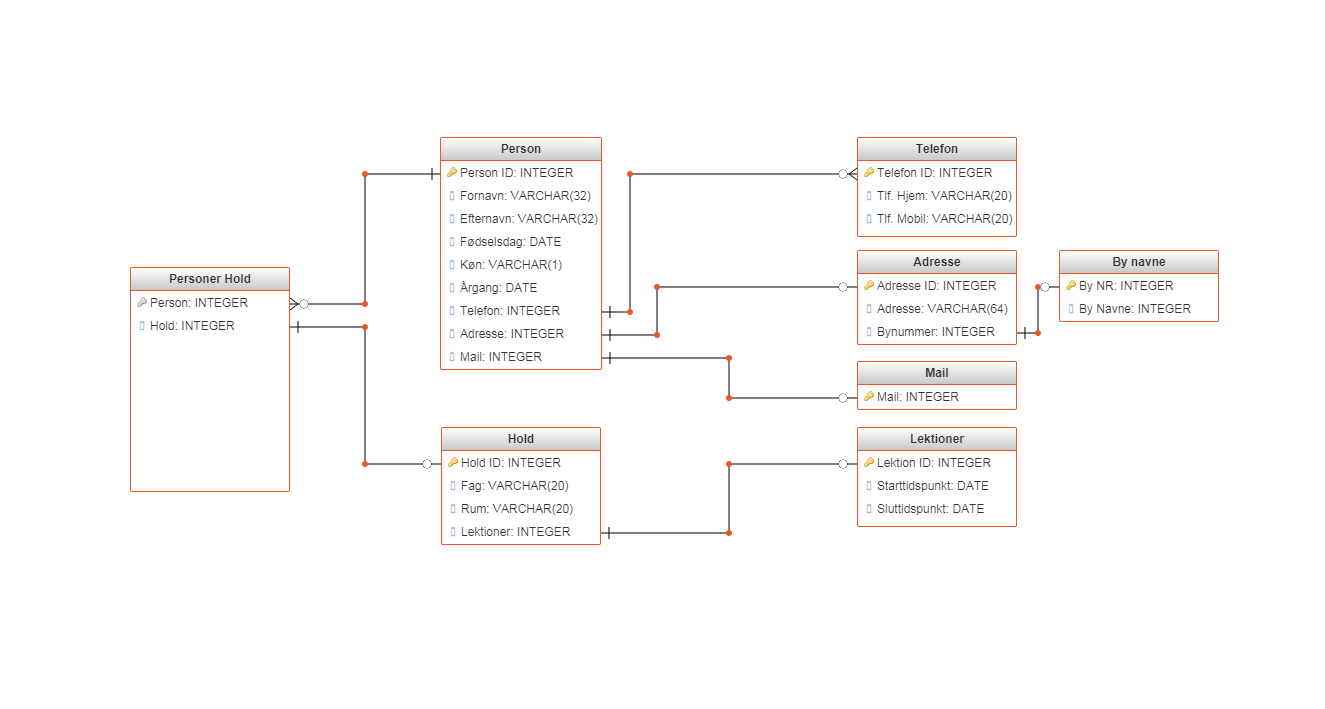 Personer Hold
Person: INTEGER
Hold: INTEGER
Person
Person ID: INTEGER
Fornavn: VARCHAR(32)
Efternavn: VARCHAR(32)
Fødselsdag: DATE
Køn: VARCHAR(1)
Årgang: DATE
Telefon: INTEGER
Adresse: INTEGER
Mail: INTEGER
Hold
Hold ID: INTEGER
Fag: VARCHAR(20)
Rum: VARCHAR(20)
Lektioner: INTEGER
Telefon
Telefon ID: INTEGER
Tlf. Hjem: VARCHAR(20)
Tlf. Mobil: VARCHAR(20)
Adresse
Adresse ID: INTEGER
Adresse: VARCHAR(64)
Bynummer: INTEGER
By navne
By NR: INTEGER
By Navne: INTEGER
Mail
Mail: INTEGER
Lektioner
Lektion ID: INTEGER
Starttidspunkt: DATE
Sluttidspunkt: DATE